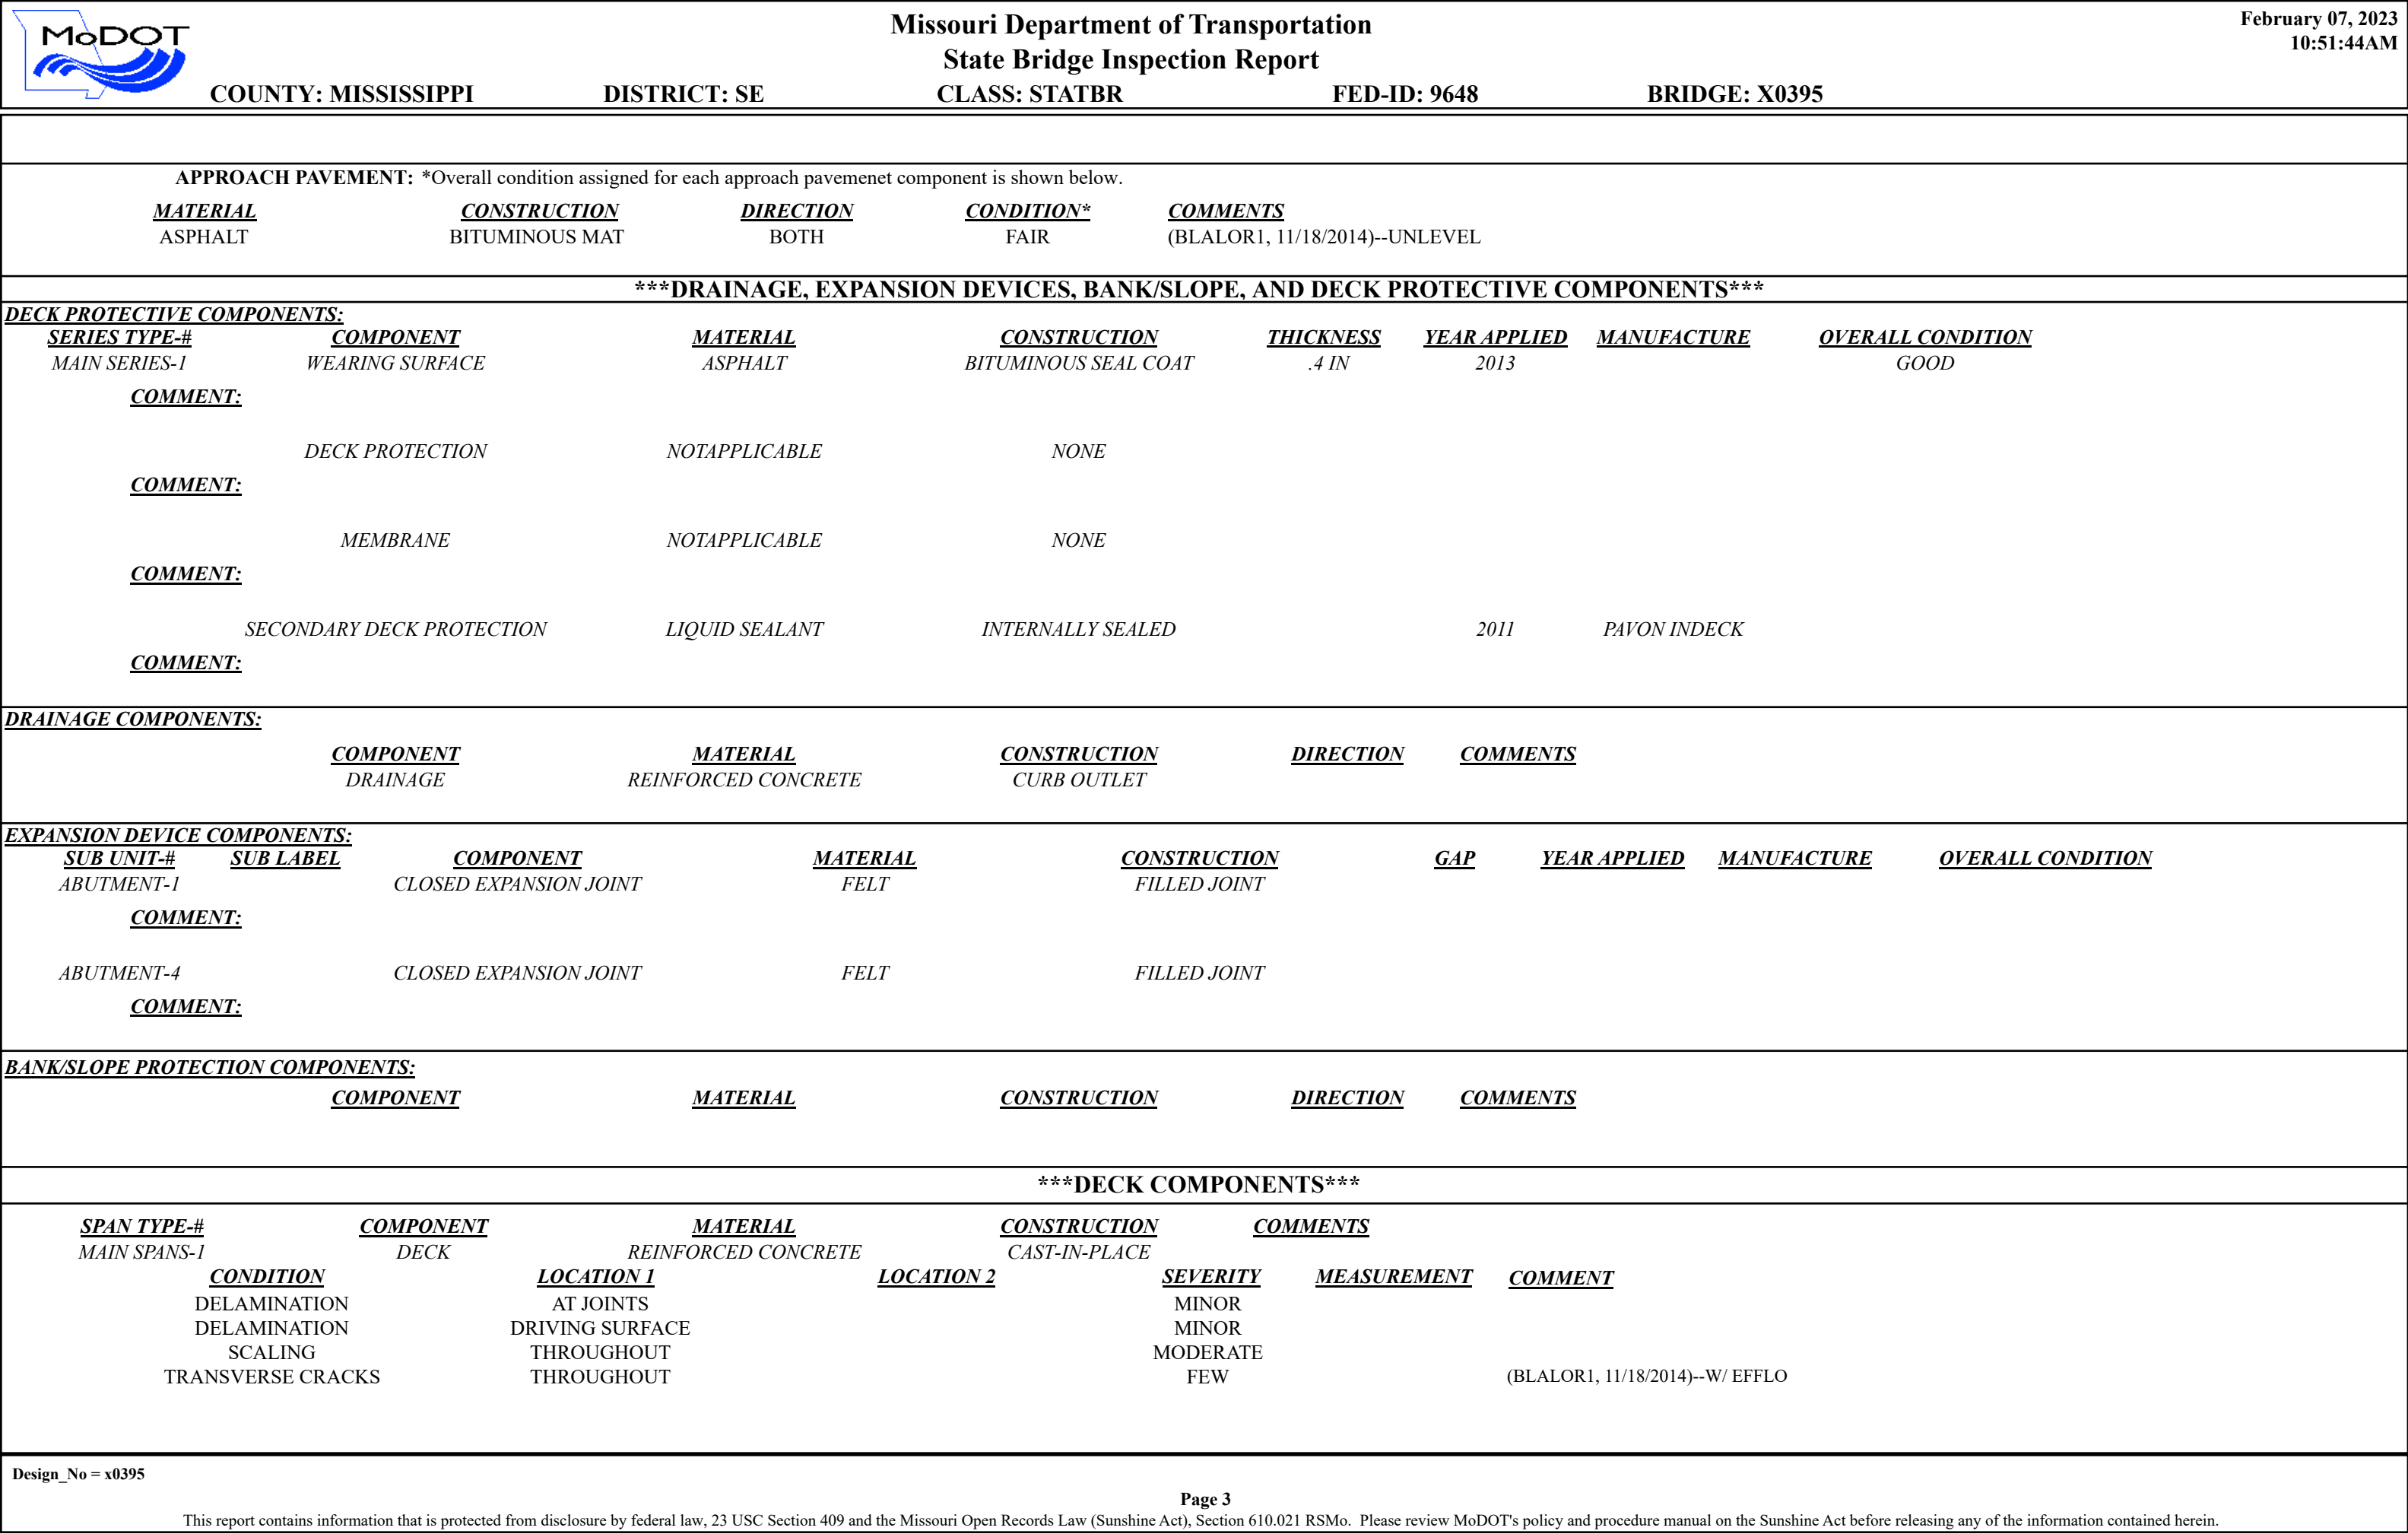 MoDOT
Missouri Department of Transportation
State Bridge Inspection Report
February 07, 2023
10:51:44AM
COUNTY: MISSISSIPPI DISTRICT: SE CLASS: STATBR FED-ID: 9648 BRIDGE: X0395
APPROACH PAVEMENT: *Overall condition assigned for each approach pavemenet component is shown below.
MATERIAL CONSTRUCTION DIRECTION CONDITION* COMMENTS
ASPHALT BITUMINOUS MAT BOTH FAIR (BLALOR1, 11/18/2014)--UNLEVEL
***DRAINAGE, EXPANSION DEVICES, BANK/SLOPE, AND DECK PROTECTIVE COMPONENTS***
DECK PROTECTIVE COMPONENTS:
SERIES TYPE-# COMPONENT MATERIAL CONSTRUCTION THICKNESS YEAR APPLIED MANUFACTURE OVERALL CONDITION
MAIN SERIES-1 WEARING SURFACE ASPHALT BITUMINOUS SEAL COAT .4 IN 2013 GOOD
COMMENT:
DECK PROTECTION NOTAPPLICABLE NONE
COMMENT:
MEMBRANE NOTAPPLICABLE NONE
COMMENT:
SECONDARY DECK PROTECTION LIQUID SEALANT INTERNALLY SEALED 2011 PAVON INDECK
COMMENT:
DRAINAGE COMPONENTS:
COMPONENT MATERIAL CONSTRUCTION DIRECTION COMMENTS
DRAINAGE REINFORCED CONCRETE CURB OUTLET
EXPANSION DEVICE COMPONENTS:
SUB UNIT-# SUB LABEL COMPONENT MATERIAL CONSTRUCTION GAP YEAR APPLIED MANUFACTURE OVERALL CONDITION
ABUTMENT-1 CLOSED EXPANSION JOINT FELT FILLED JOINT
COMMENT:
ABUTMENT-4 CLOSED EXPANSION JOINT FELT FILLED JOINT
COMMENT:
BANK/SLOPE PROTECTION COMPONENTS:
COMPONENT MATERIAL CONSTRUCTION DIRECTION COMMENTS
***DECK COMPONENTS***
SPAN TYPE-# COMPONENT MATERIAL CONSTRUCTION COMMENTS
MAIN SPANS-1 DECK REINFORCED CONCRETE CAST-IN-PLACE
CONDITION LOCATION 1 LOCATION 2 SEVERITY MEASUREMENT COMMENT
DELAMINATION AT JOINTS MINOR
DELAMINATION DRIVING SURFACE MINOR
SCALING THROUGHOUT MODERATE
TRANSVERSE CRACKS THROUGHOUT FEW (BLALOR1, 11/18/2014)--W/ EFFLO
Design_No = x0395
Page 3
This report contains information that is protected from disclosure by federal law, 23 USC Section 409 and the Missouri Open Records Law (Sunshine Act), Section 610.021 RSMo. Please review MoDOT's policy and procedure manual on the Sunshine Act before releasing any of the information contained herein.